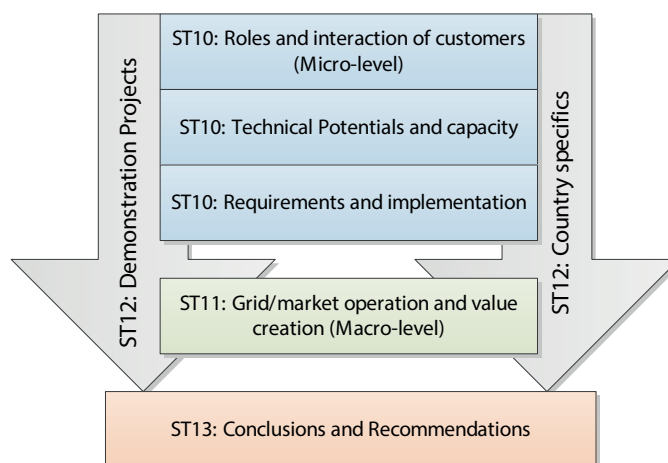 ST10: Roles and interaction of customers
(Micro-level)
ST10: Technical Potentials and capacity
ST10: Requirements and implementation
ST12: Demonstration Projects
ST12: Country specifics
ST11: Grid/market operation and value
creation (Macro-level)
ST13: Conclusions and Recommendations